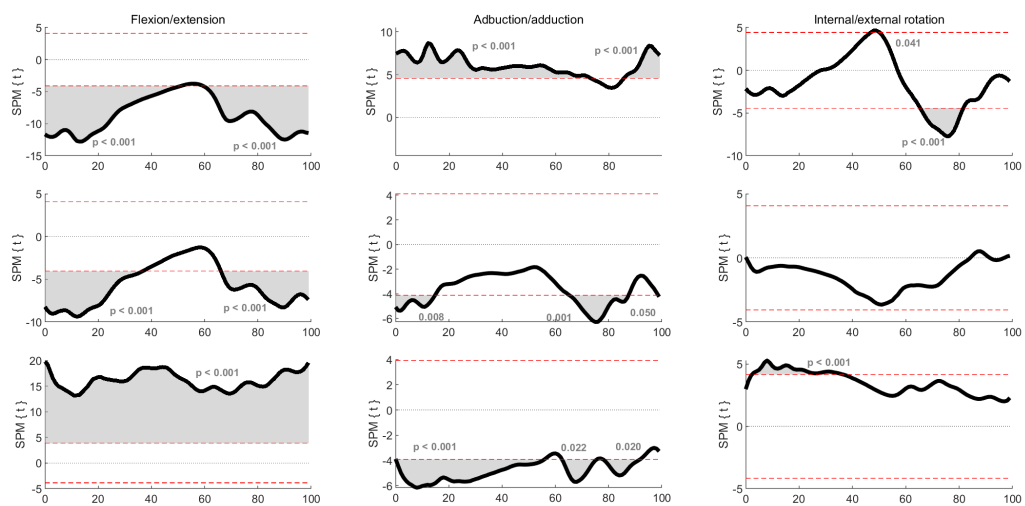 Flexion/extension
Adbuction/adduction
Internal/external rotation
5
0
-5
-10
-15
SPM { t }
p < 0.001
p < 0.001
0 20 40 60 80 100
10
5
0
SPM { t }
p < 0.001
p < 0.001
0 20 40 60 80 100
5
0
-5
-10
SPM { t }
0.041
p < 0.001
0 20 40 60 80 100
5
0
-5
-10
SPM { t }
p < 0.001
p < 0.001
0 20 40 60 80 100
4
2
0
-2
-4
-6
SPM { t }
0.008
0.001
0.050
0 20 40 60 80 100
5
0
-5
SPM { t }
0 20 40 60 80 100
20
15
10
5
0
-5
SPM { t }
p < 0.001
0 20 40 60 80 100
4
2
0
-2
-4
-6
SPM { t }
p < 0.001
0.022
0.020
0 20 40 60 80 100
5
0
-5
SPM { t }
p < 0.001
0 20 40 60 80 100